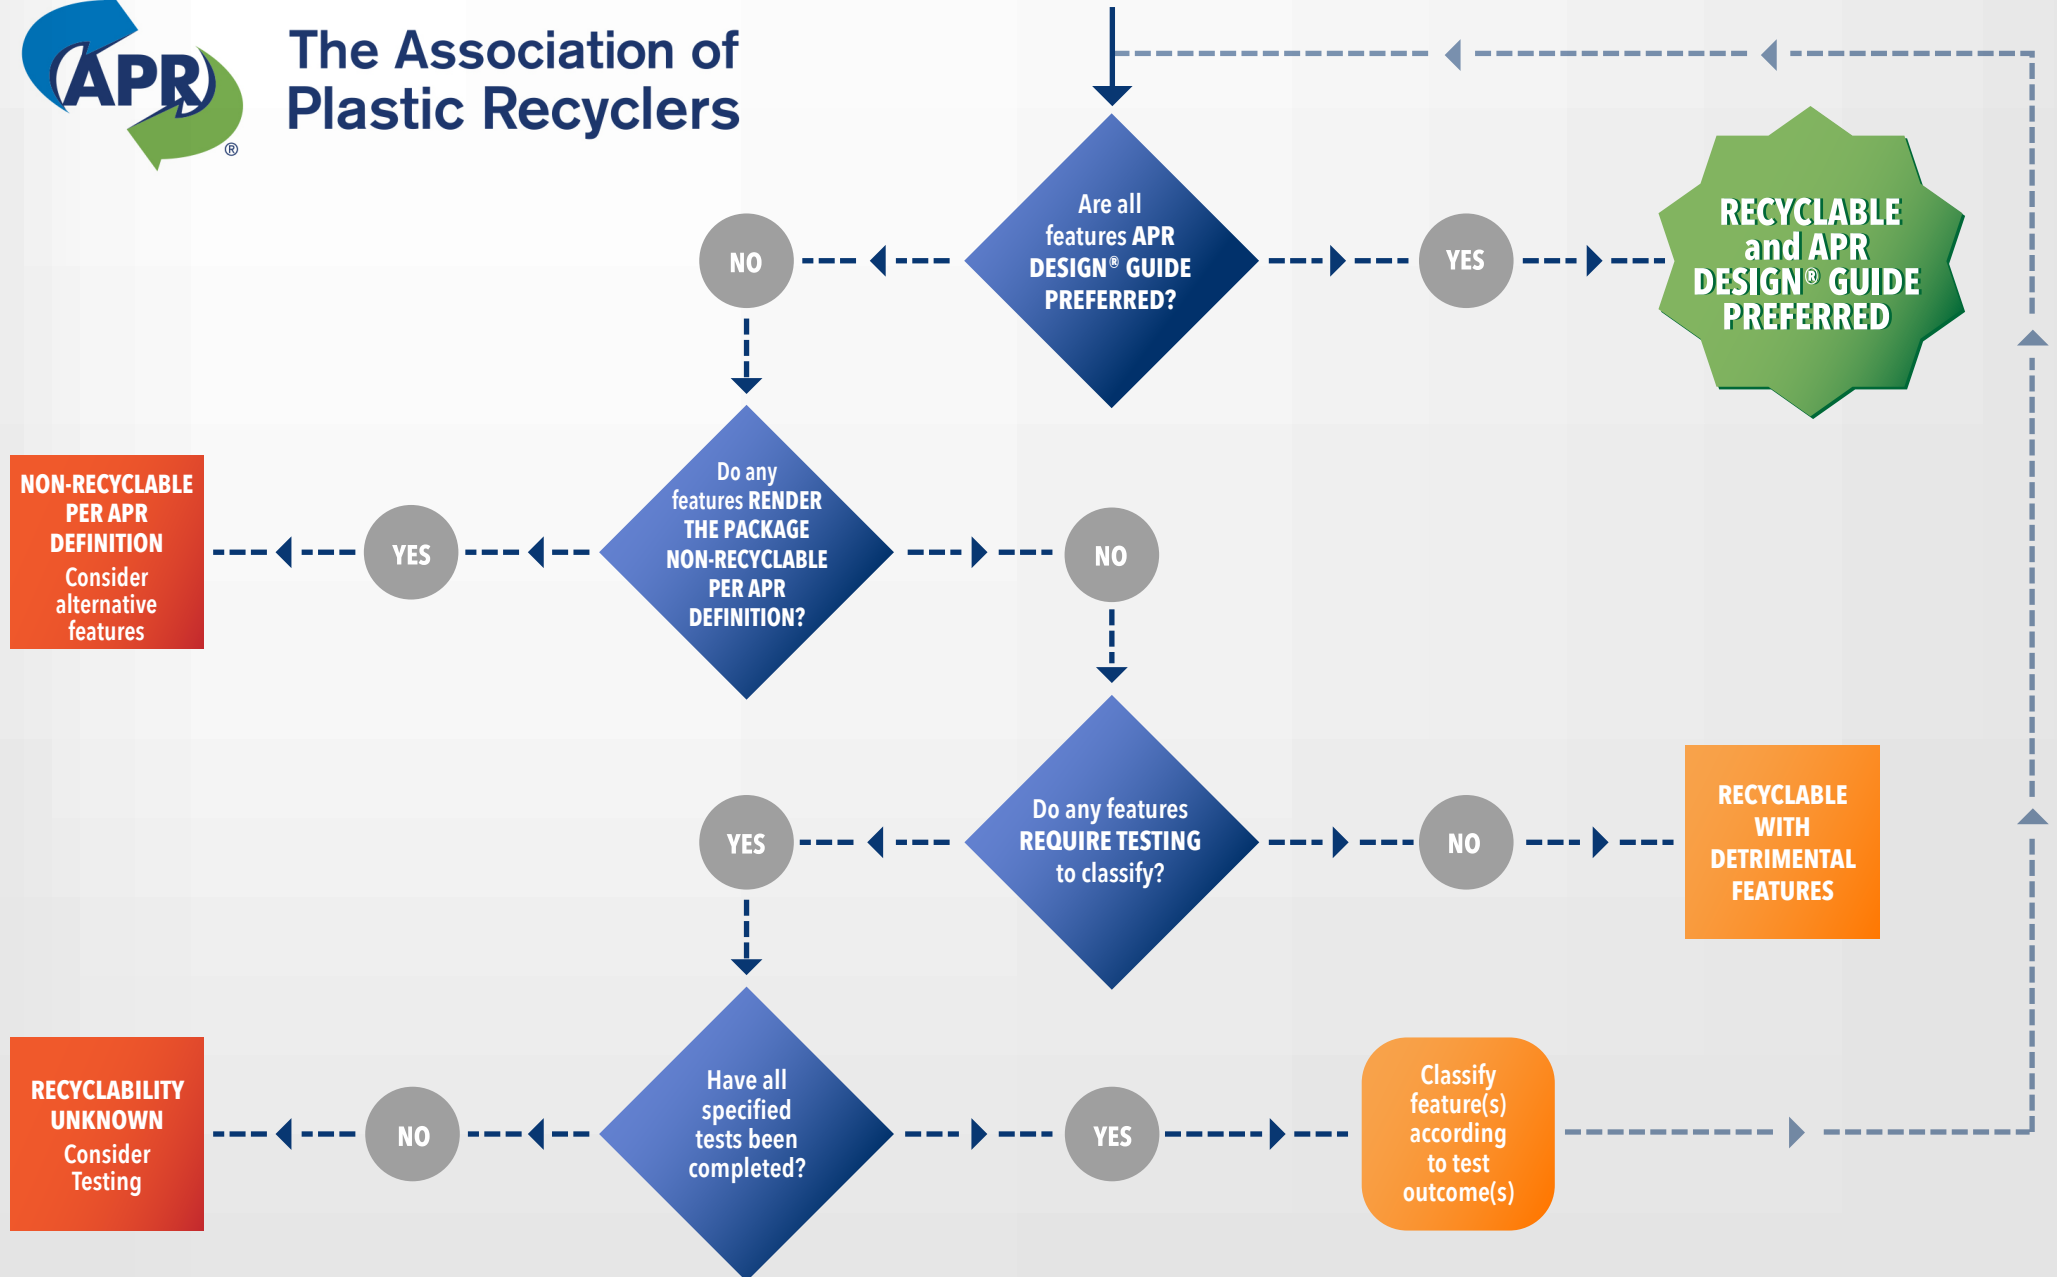 APR
®
The Association of
Plastic Recyclers
Are all
features APR
DESIGN® GUIDE
PREFERRED?
NO
YES
RECYCLABLE
and APR
DESIGN® GUIDE
PREFERRED
NON-RECYCLABLE
PER APR
DEFINITION
Consider
alternative
features
YES
Do any
features RENDER
THE PACKAGE
NON-RECYCLABLE
PER APR
DEFINITION?
NO
YES
Do any features
REQUIRE TESTING
to classify?
NO
RECYCLABLE
WITH
DETRIMENTAL
FEATURES
RECYCLABILITY
UNKNOWN
Consider
Testing
NO
Have all
specified
tests been
completed?
YES
Classify
feature(s)
according
to test
outcome(s)